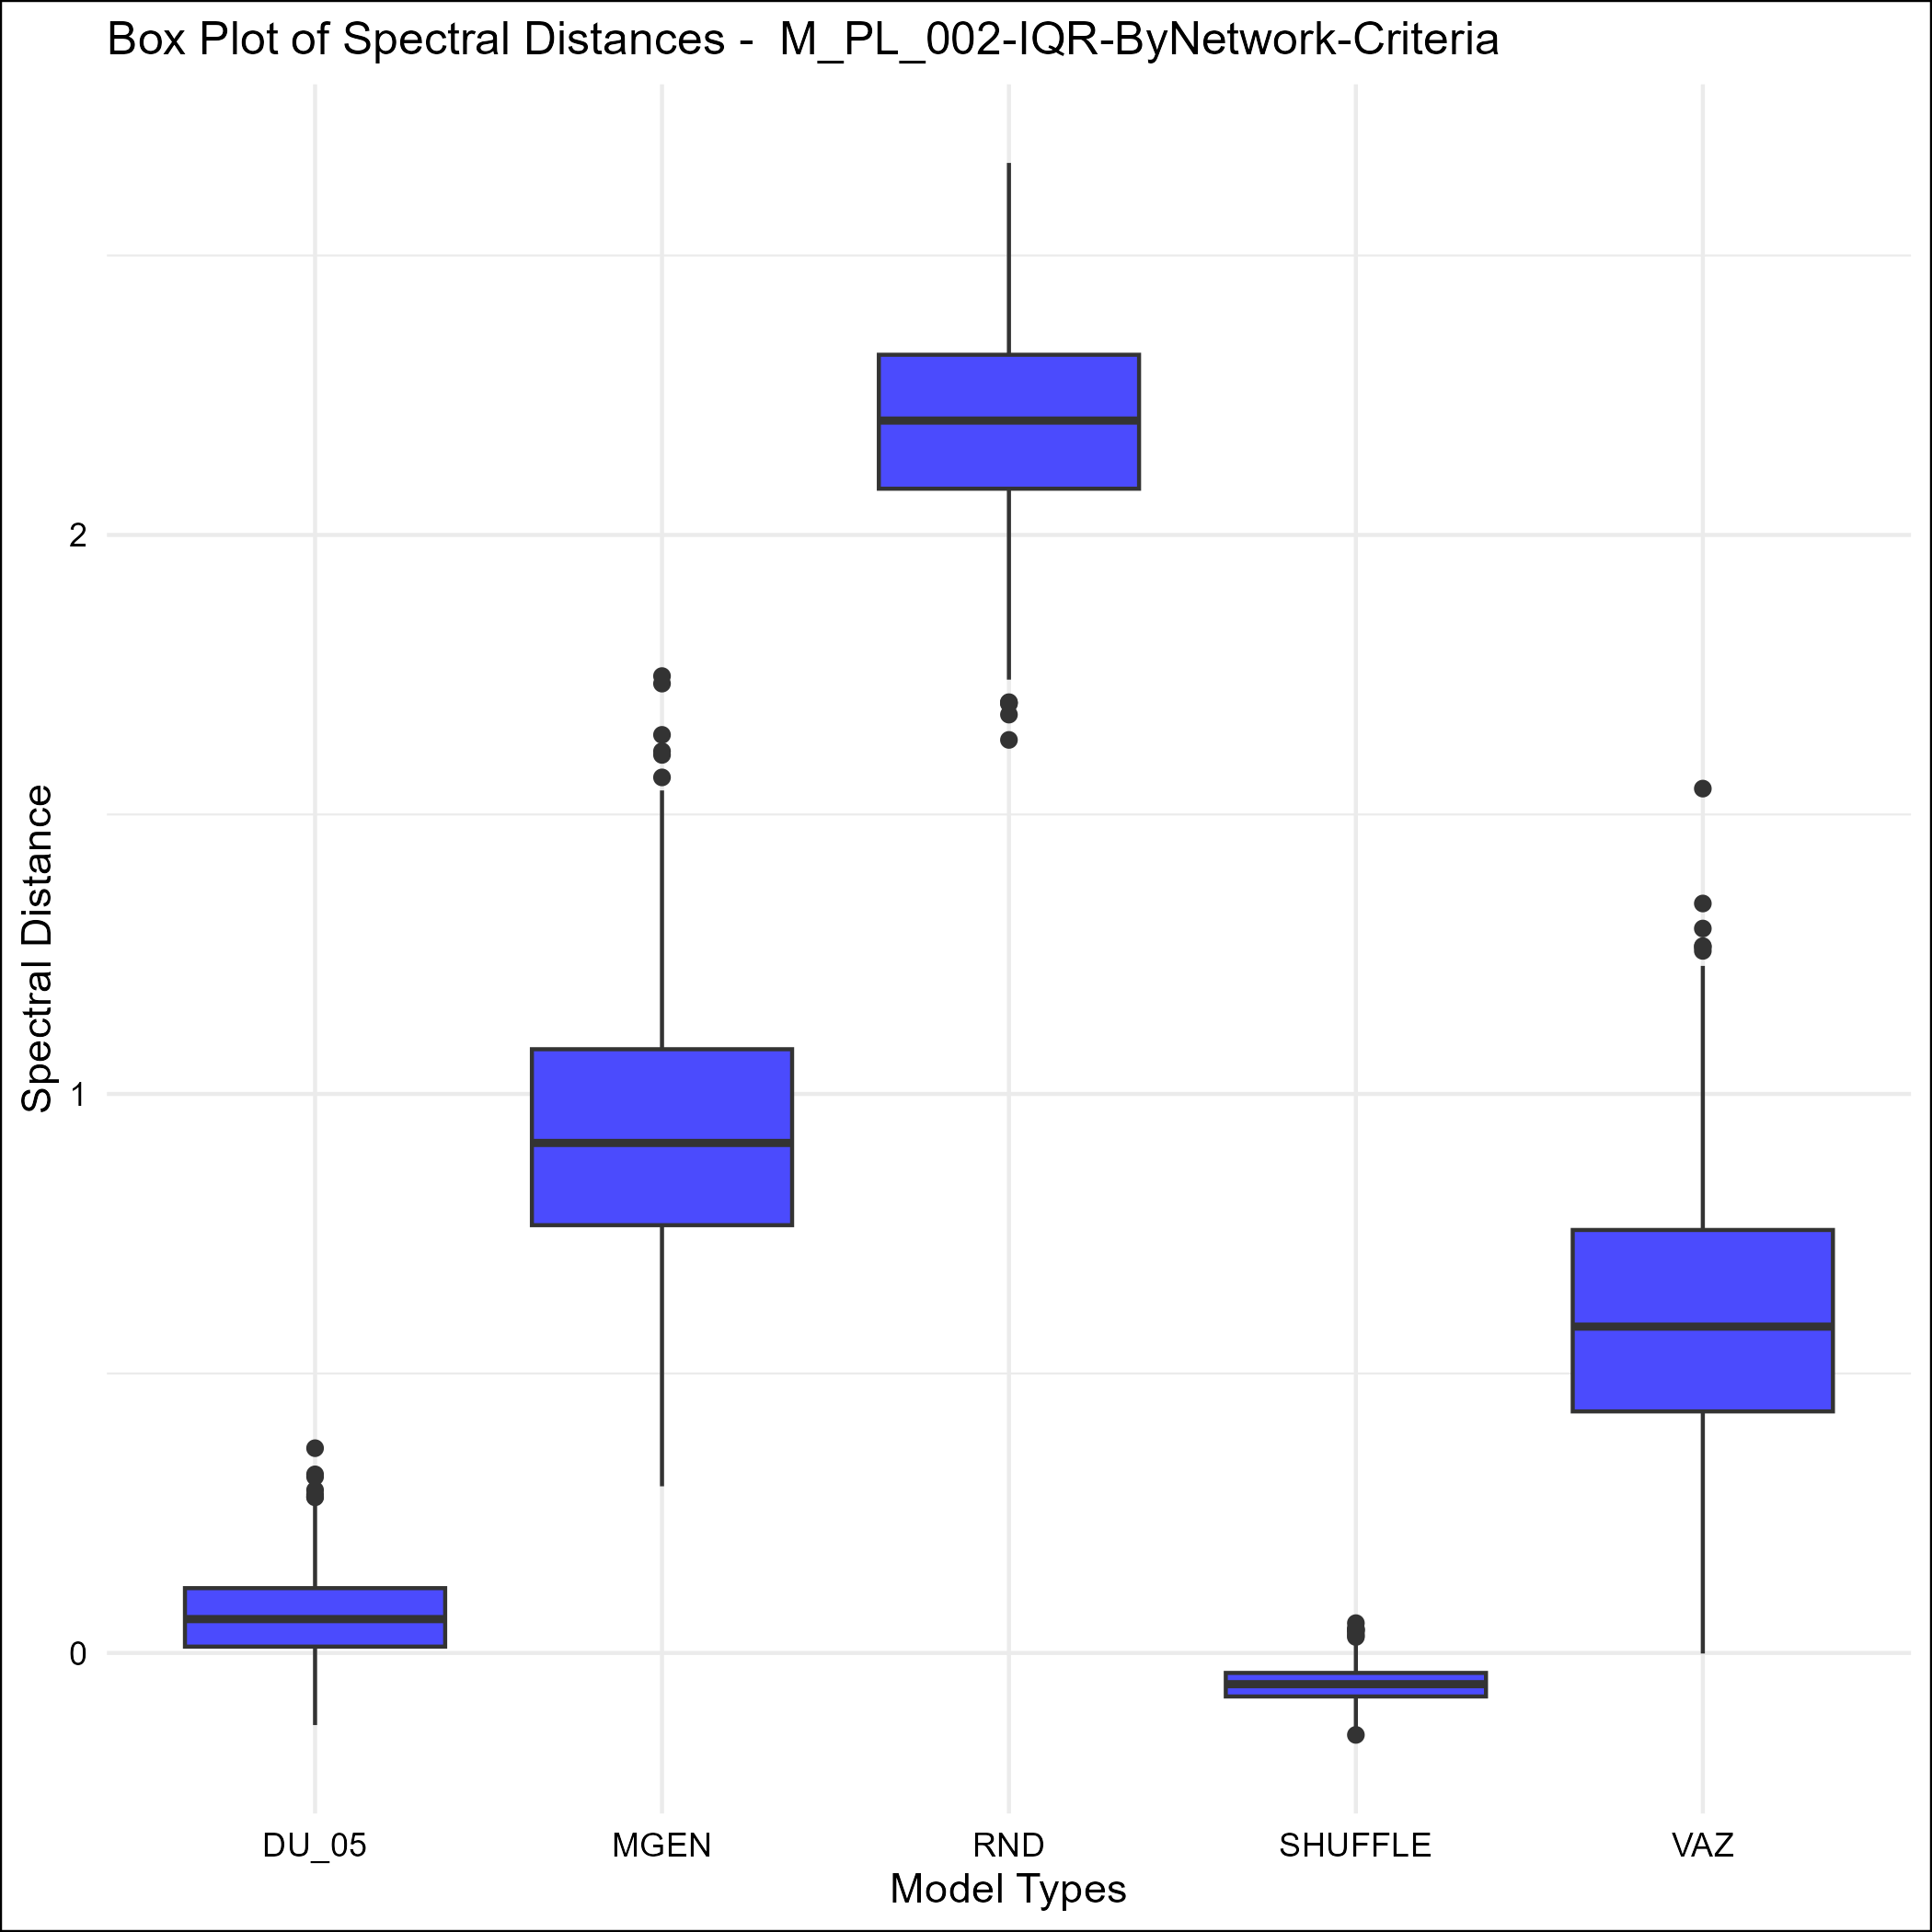 Box Plot of Spectral Distances -  M_PL_002-IQR-ByNetwork-Criteria
Spectral Distance
2
1
0
DU_05 MGEN RND SHUFFLE VAZ
Model Types